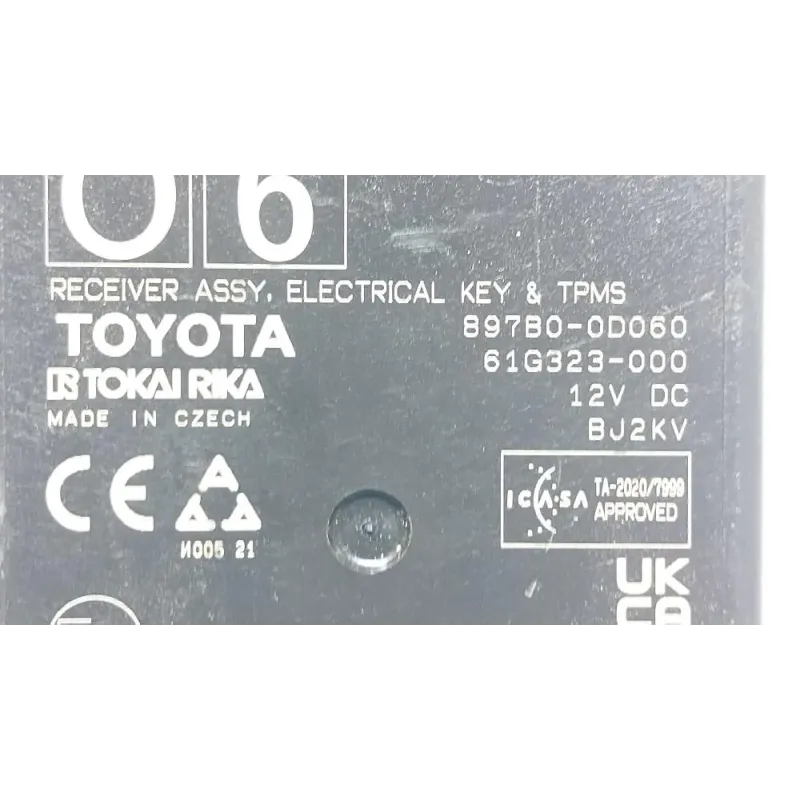 06
RECEIVER ASSY, ELECTRICAL KEY & TPMS
TOYOTA
897B0-0D060
TOKAI RIKA
61G323-000
MADE IN CZECH
12V DC
BJ2KV
CE
ICASA
TA-2020/7999
APPROVED
И005 21
UK
CA